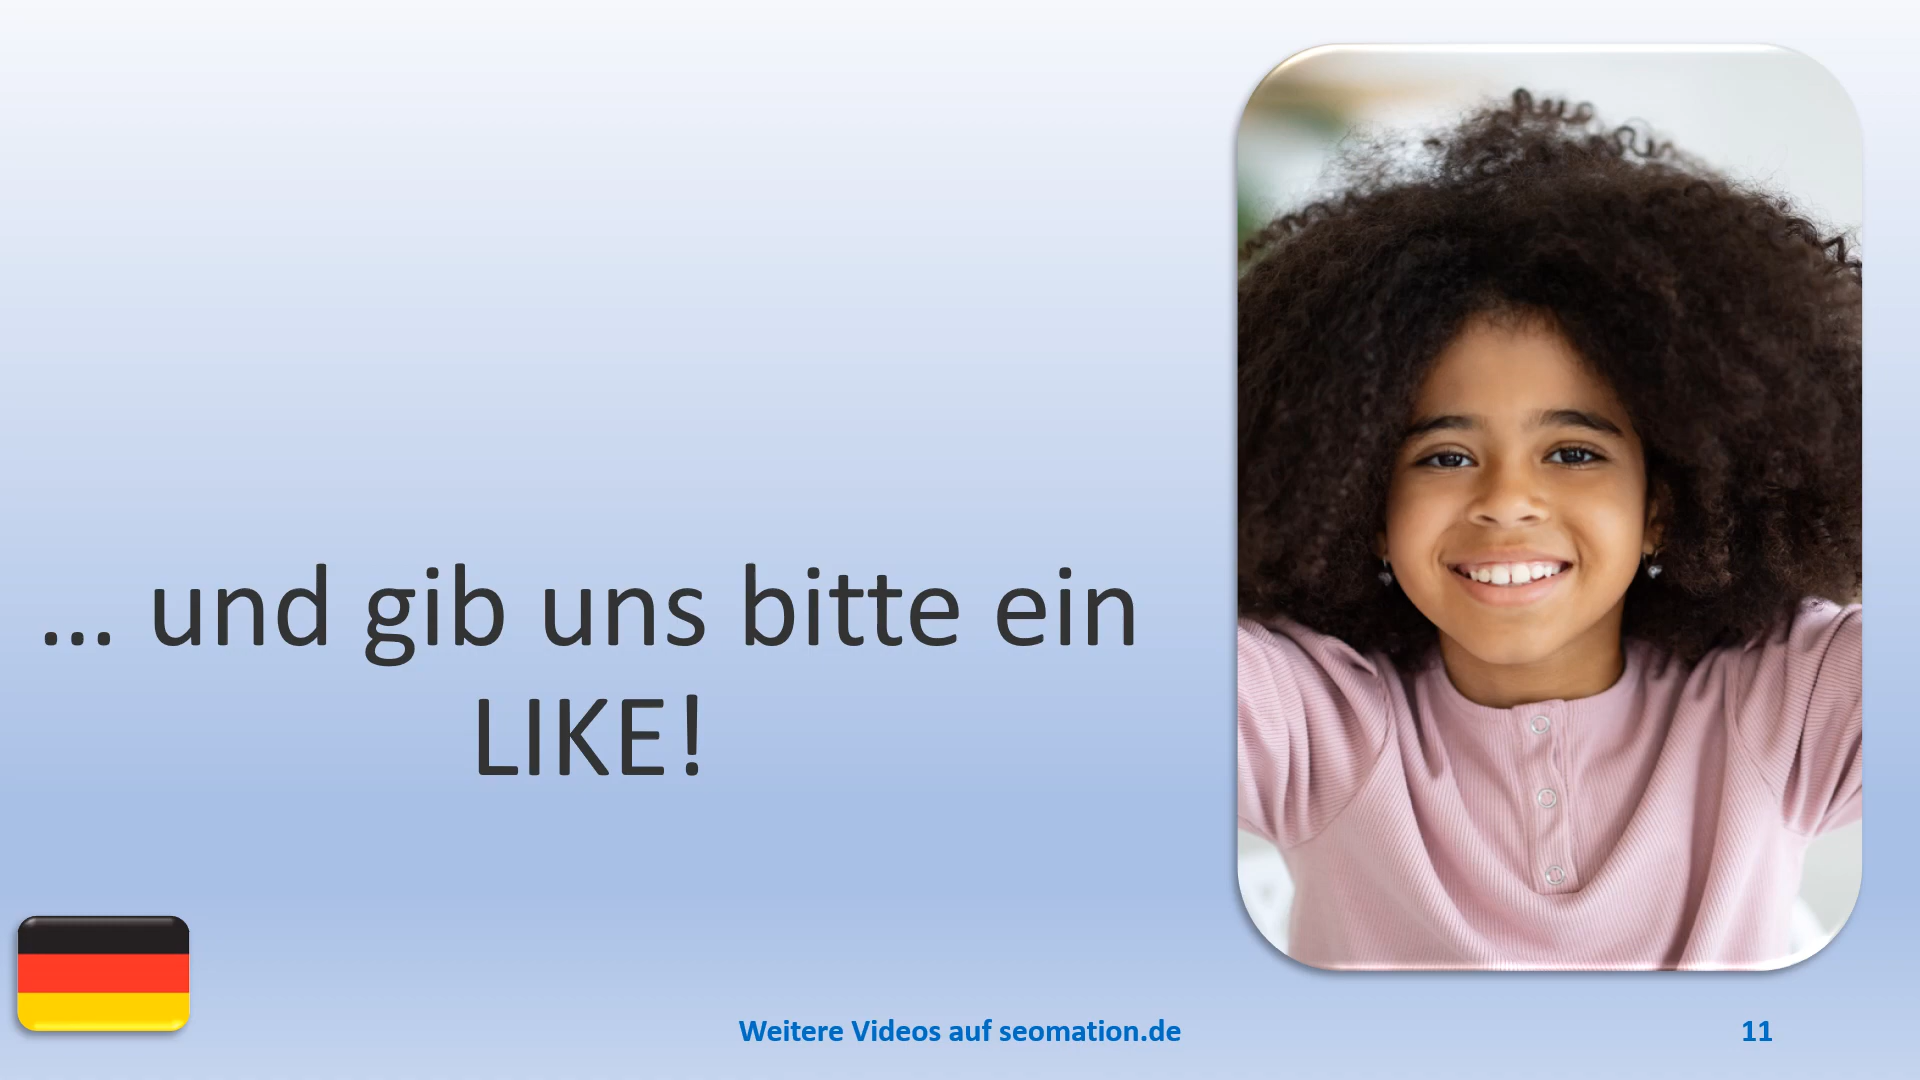 ... und gib uns bitte ein
LIKE!
Weitere Videos auf seomation.de
11